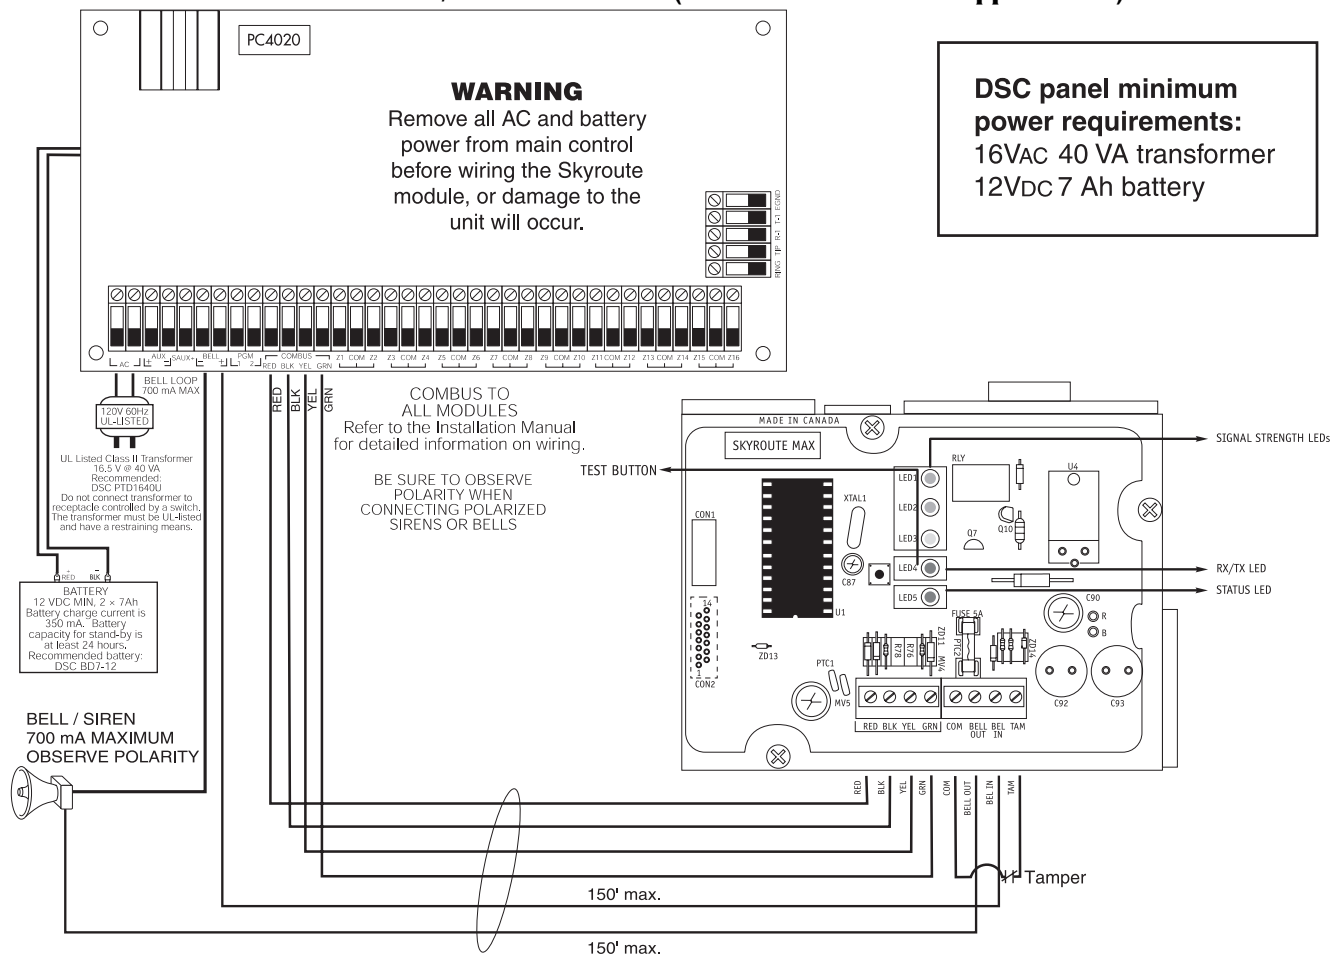 PC4020
WARNING
Remove all AC and battery
power from main control
before wiring the Skyroute
module, or damage to the
unit will occur.
DSC panel minimum
power requirements:
16VAC 40 VA transformer
12VDC 7 Ah battery
EGND
T-1
R-1
TIP
RING
AC
AUX
+ -
SAUX+
BELL
- +
PGM
1 2
COMBUS
RED BLK YEL GRN
Z1 COM Z2 Z3 COM Z4 Z5 COM Z6 Z7 COM Z8 Z9 COM Z10 Z11 COM Z12 Z13 COM Z14 Z15 COM Z16
BELL LOOP
700 mA MAX
120V 60Hz
UL-LISTED
UL Listed Class II Transformer
16.5 V @ 40 VA
Recommended:
DSC PTD1640U
Do not connect transformer to
receptacle controlled by a switch.
The transformer must be UL-listed
and have a restraining means.
RED
BLK
YEL
GRN
COMBUS TO
ALL MODULES
Refer to the Installation Manual
for detailed information on wiring.
BE SURE TO OBSERVE
POLARITY WHEN
CONNECTING POLARIZED
SIRENS OR BELLS
+ -
RED BLK
BATTERY
12 VDC MIN, 2 × 7Ah
Battery charge current is
350 mA. Battery
capacity for stand-by is
at least 24 hours.
Recommended battery:
DSC BD7-12
BELL / SIREN
700 mA MAXIMUM
OBSERVE POLARITY
MADE IN CANADA
SKYROUTE MAX
TEST BUTTON
SIGNAL STRENGTH LEDs
RX/TX LED
STATUS LED
LED1
LED2
LED3
LED4
LED5
RLY
U4
XTAL1
CON1
Q10
Q7
C87
U1
14
1
CON2
ZD13
PTC1
MV5
R78
R76
ZD11
MV4
FUSE 5A
PTC2
ZD14
C90
R
B
C92
C93
RED BLK YEL GRN COM BELL OUT BEL IN TAM
RED
BLK
YEL
GRN
COM
BELL OUT
BEL IN
TAM
Tamper
150' max.
150' max.